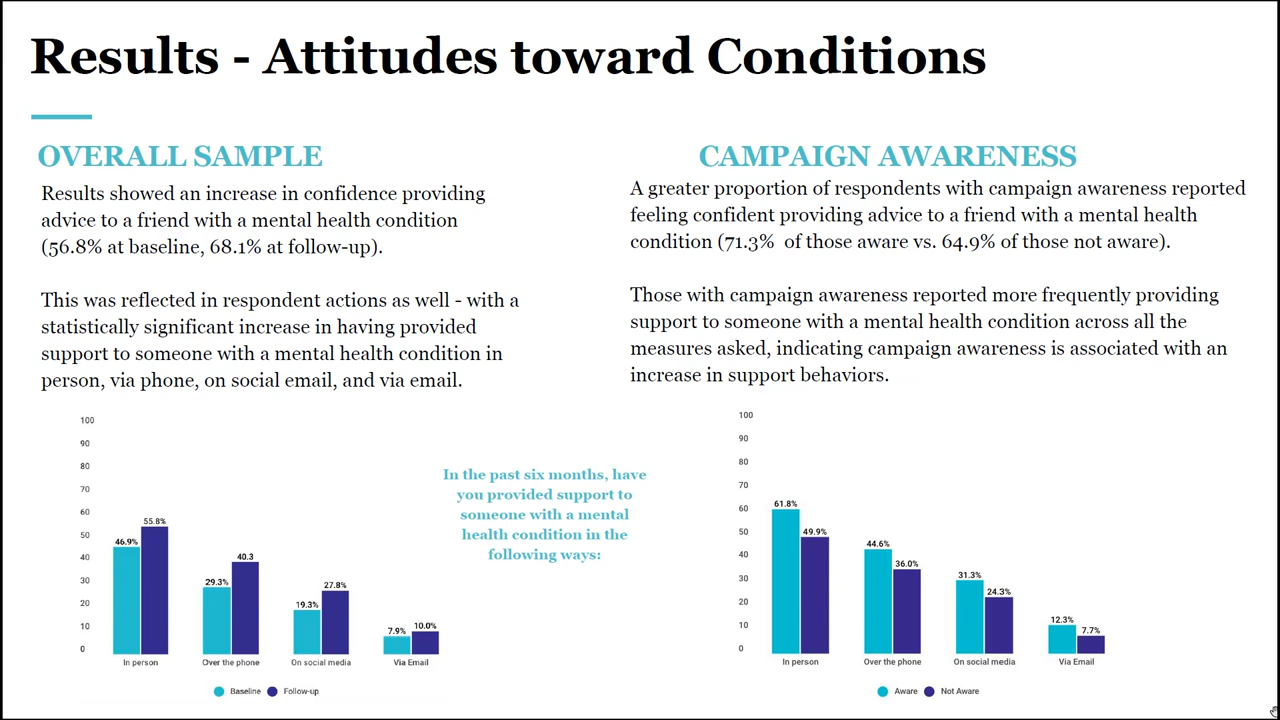 Results - Attitudes toward Conditions
OVERALL SAMPLE
Results showed an increase in confidence providing
advice to a friend with a mental health condition
(56.8% at baseline, 68.1% at follow-up).
This was reflected in respondent actions as well - with a
statistically significant increase in having provided
support to someone with a mental health condition in
person, via phone, on social email, and via email.
CAMPAIGN AWARENESS
A greater proportion of respondents with campaign awareness reported
feeling confident providing advice to a friend with a mental health
condition (71.3% of those aware vs. 64.9% of those not aware).
Those with campaign awareness reported more frequently providing
support to someone with a mental health condition across all the
measures asked, indicating campaign awareness is associated with an
increase in support behaviors.
100
90
80
70
60
50
40
30
20
10
0
46.9%
55.8%
29.3%
40.3
19.3%
27.8%
7.9%
10.0%
In person
Over the phone
On social media
Via Email
Baseline
Follow-up
In the past six months, have
you provided support to
someone with a mental
health condition in the
following ways:
100
90
80
70
60
50
40
30
20
10
0
61.8%
49.9%
44.6%
36.0%
31.3%
24.3%
12.3%
7.7%
In person
Over the phone
On social media
Via Email
Aware
Not Aware